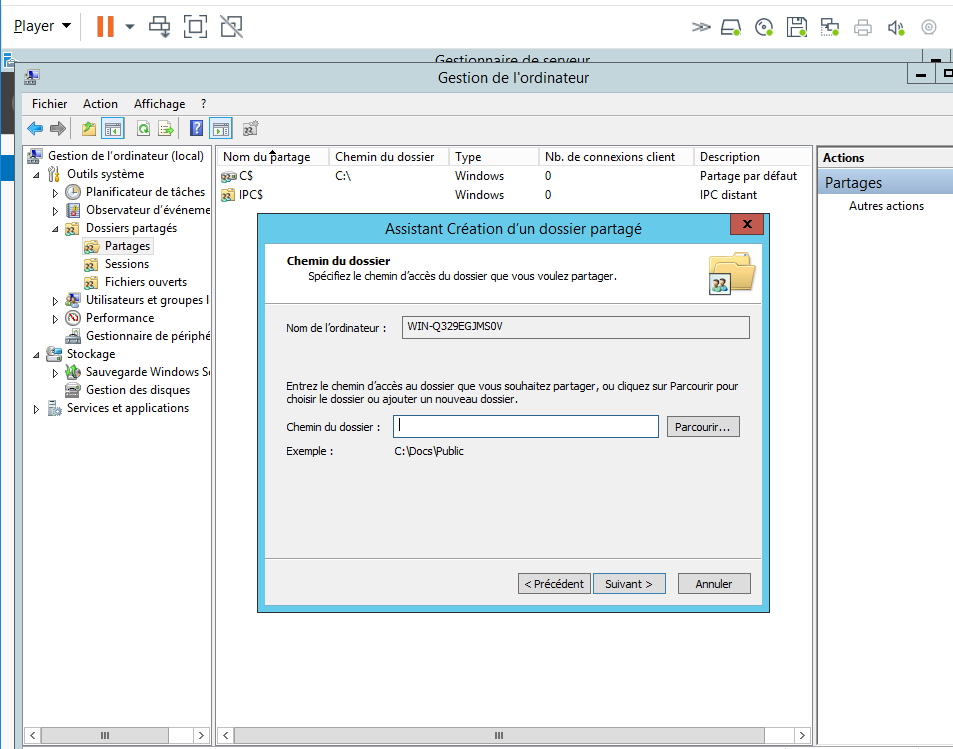 Player
Gestionnaire de serveur
Gestion de l'ordinateur
Fichier Action Affichage ?
Gestion de l'ordinateur (local)
Outils système
Planificateur de tâches
Observateur d'événeme
Dossiers partagés
Partages
Sessions
Fichiers ouverts
Utilisateurs et groupes l
Performance
Gestionnaire de périphé
Stockage
Sauvegarde Windows Se
Gestion des disques
Services et applications
Nom du partage Chemin du dossier Type Nb. de connexions client Description
C$ C:\ Windows 0 Partage par défaut
IPC$ Windows 0 IPC distant
Actions
Partages
Autres actions
Assistant Création d'un dossier partagé
x
Chemin du dossier
Spécifiez le chemin d'accès du dossier que vous voulez partager.
Nom de l'ordinateur : WIN-Q329EGJMS0V
Entrez le chemin d'accès au dossier que vous souhaitez partager, ou cliquez sur Parcourir pour
choisir le dossier ou ajouter un nouveau dossier.
Chemin du dossier : Parcourir...
Exemple : C:\Docs\Public
< Précédent Suivant > Annuler